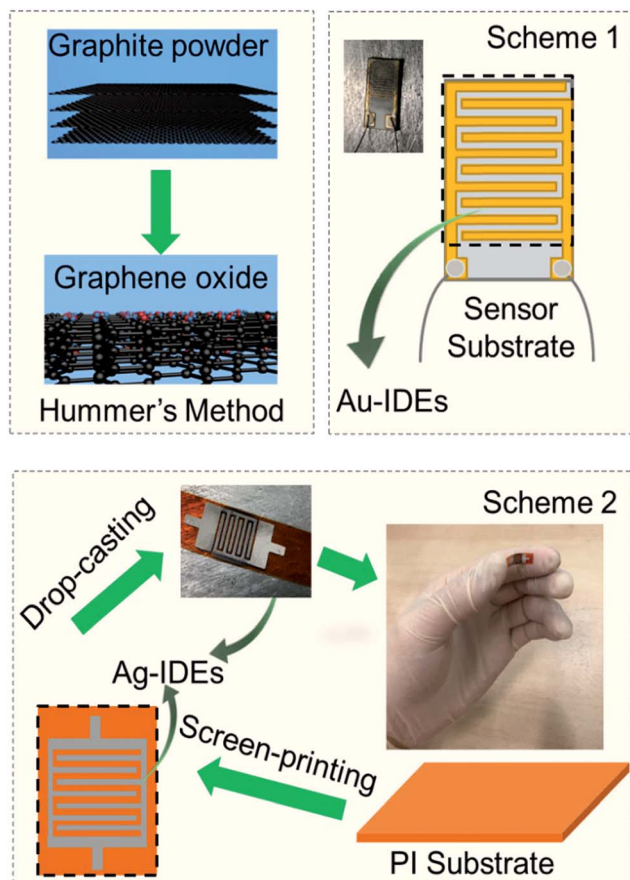 Graphite powder
Graphene oxide
Hummer's Method
Scheme 1
Sensor
Substrate
Au-IDEs
Scheme 2
Drop-casting
Ag-IDEs
Screen-printing
PI Substrate